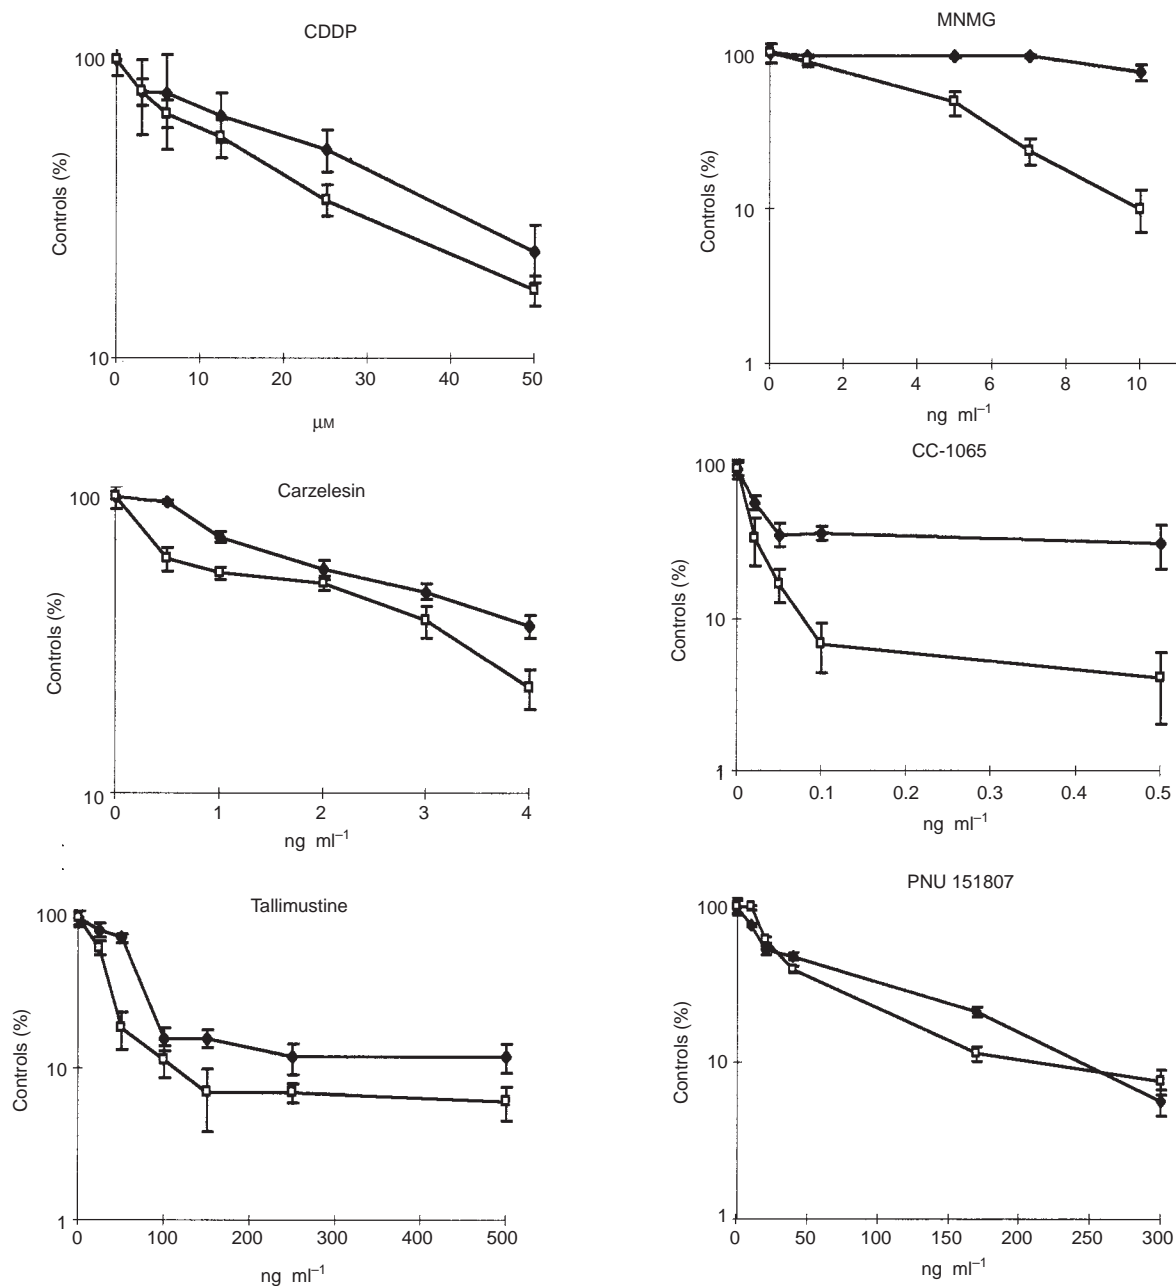 CDDP
Controls (%)
100
10
0 10 20 30 40 50
μM
MNMG
Controls (%)
100
10
1
0 2 4 6 8 10
ng ml⁻¹
Carzelesin
Controls (%)
100
10
0 1 2 3 4
ng ml⁻¹
CC-1065
Controls (%)
100
10
1
0 0.1 0.2 0.3 0.4 0.5
ng ml⁻¹
Tallimustine
Controls (%)
100
10
1
0 100 200 300 400 500
ng ml⁻¹
PNU 151807
Controls (%)
100
10
1
0 50 100 150 200 250 300
ng ml⁻¹